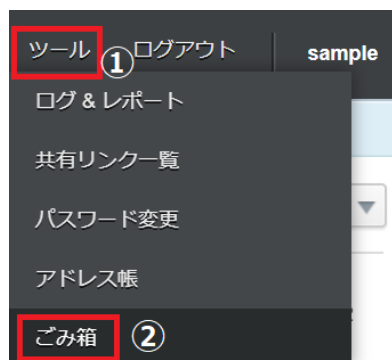 ツール ① ログアウト sample
ログ & レポート
共有リンク一覧
パスワード変更
アドレス帳
ごみ箱 ②